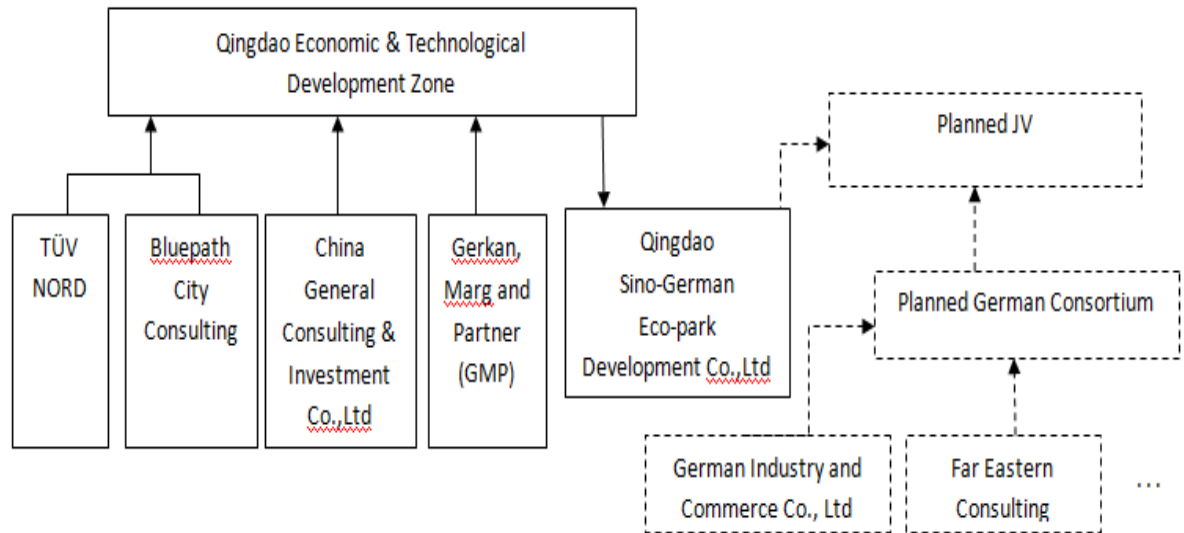 Qingdao Economic & Technological
Development Zone
Planned JV
TÜV
NORD
Bluepath
City
Consulting
China
General
Consulting &
Investment
Co.,Ltd
Gerkan,
Marg and
Partner
(GMP)
Qingdao
Sino-German
Eco-park
Development Co.,Ltd
Planned German Consortium
German Industry and
Commerce Co., Ltd
Far Eastern
Consulting
...